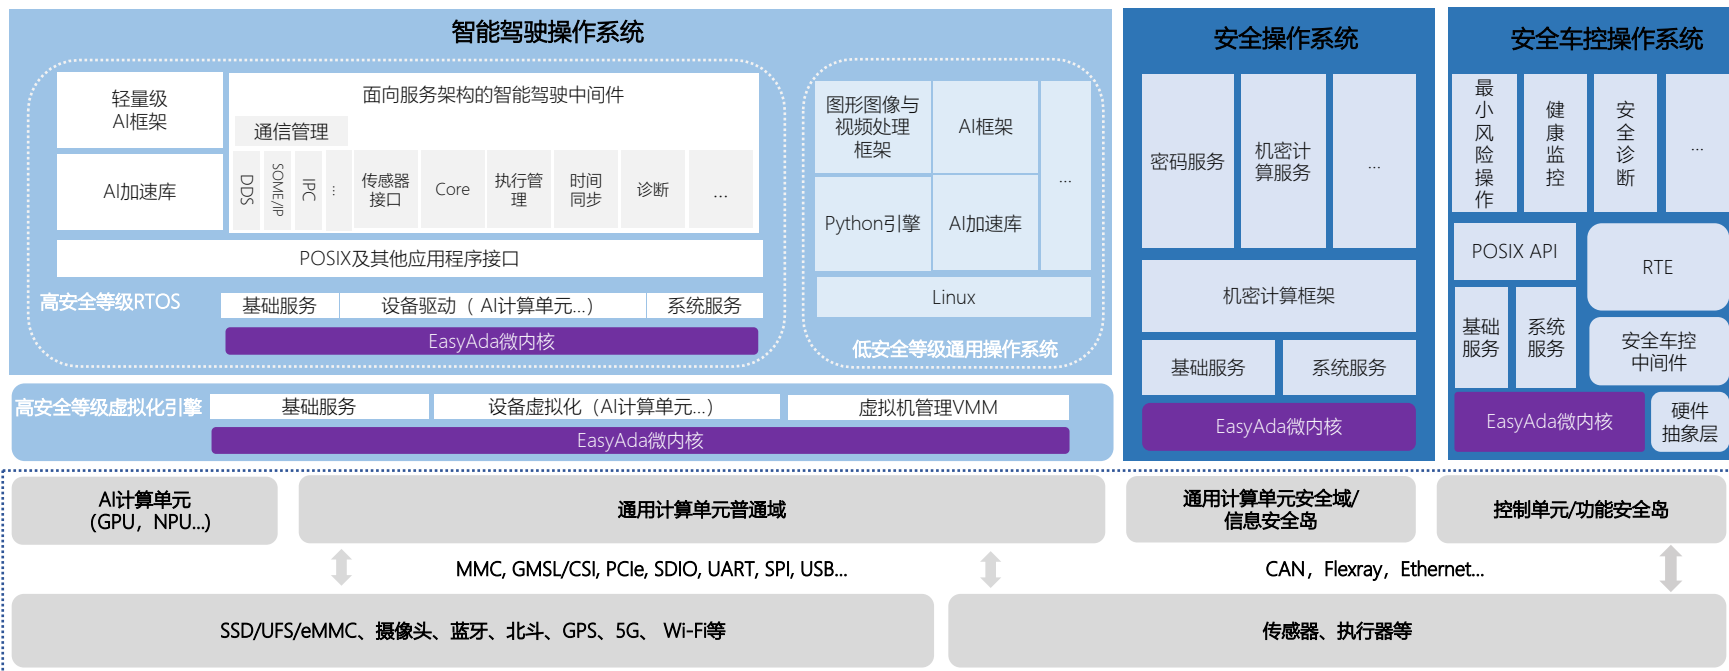 智能驾驶操作系统
轻量级
AI框架
AI加速库
面向服务架构的智能驾驶中间件
通信管理
DDS
SOME/IP
IPC
...
传感器
接口
Core
执行管
理
时间
同步
诊断
...
POSIX及其他应用程序接口
高安全等级RTOS
基础服务
设备驱动（ AI计算单元...）
系统服务
EasyAda微内核
图形图像与
视频处理
框架
AI框架
...
Python引擎
AI加速库
Linux
低安全等级通用操作系统
高安全等级虚拟化引擎
基础服务
设备虚拟化（AI计算单元...）
虚拟机管理VMM
EasyAda微内核
安全操作系统
密码服务
机密计
算服务
...
机密计算框架
基础服务
系统服务
EasyAda微内核
安全车控操作系统
最
小
风
险
操
作
健
康
监
控
安
全
诊
断
...
POSIX API
RTE
基础
服务
系统
服务
安全车控
中间件
EasyAda微内核
硬件
抽象层
AI计算单元
（GPU，NPU...）
通用计算单元普通域
通用计算单元安全域/
信息安全岛
控制单元/功能安全岛
MMC, GMSL/CSI, PCIe, SDIO, UART, SPI, USB...
CAN，Flexray，Ethernet...
SSD/UFS/eMMC、摄像头、蓝牙、北斗、GPS、5G、 Wi-Fi等
传感器、执行器等